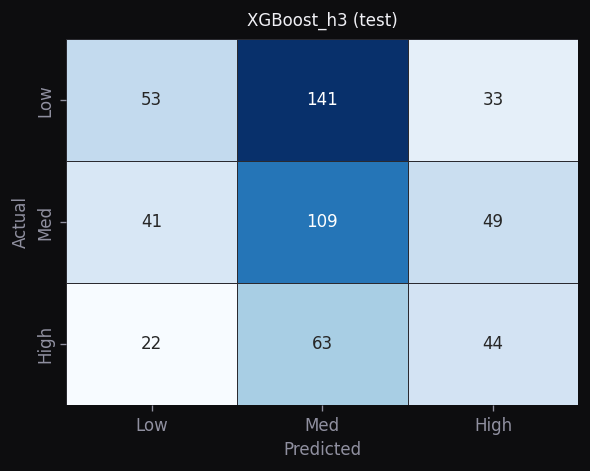 XGBoost_h3 (test)
Actual
Low 53 141 33
Med 41 109 49
High 22 63 44
Low Med High
Predicted